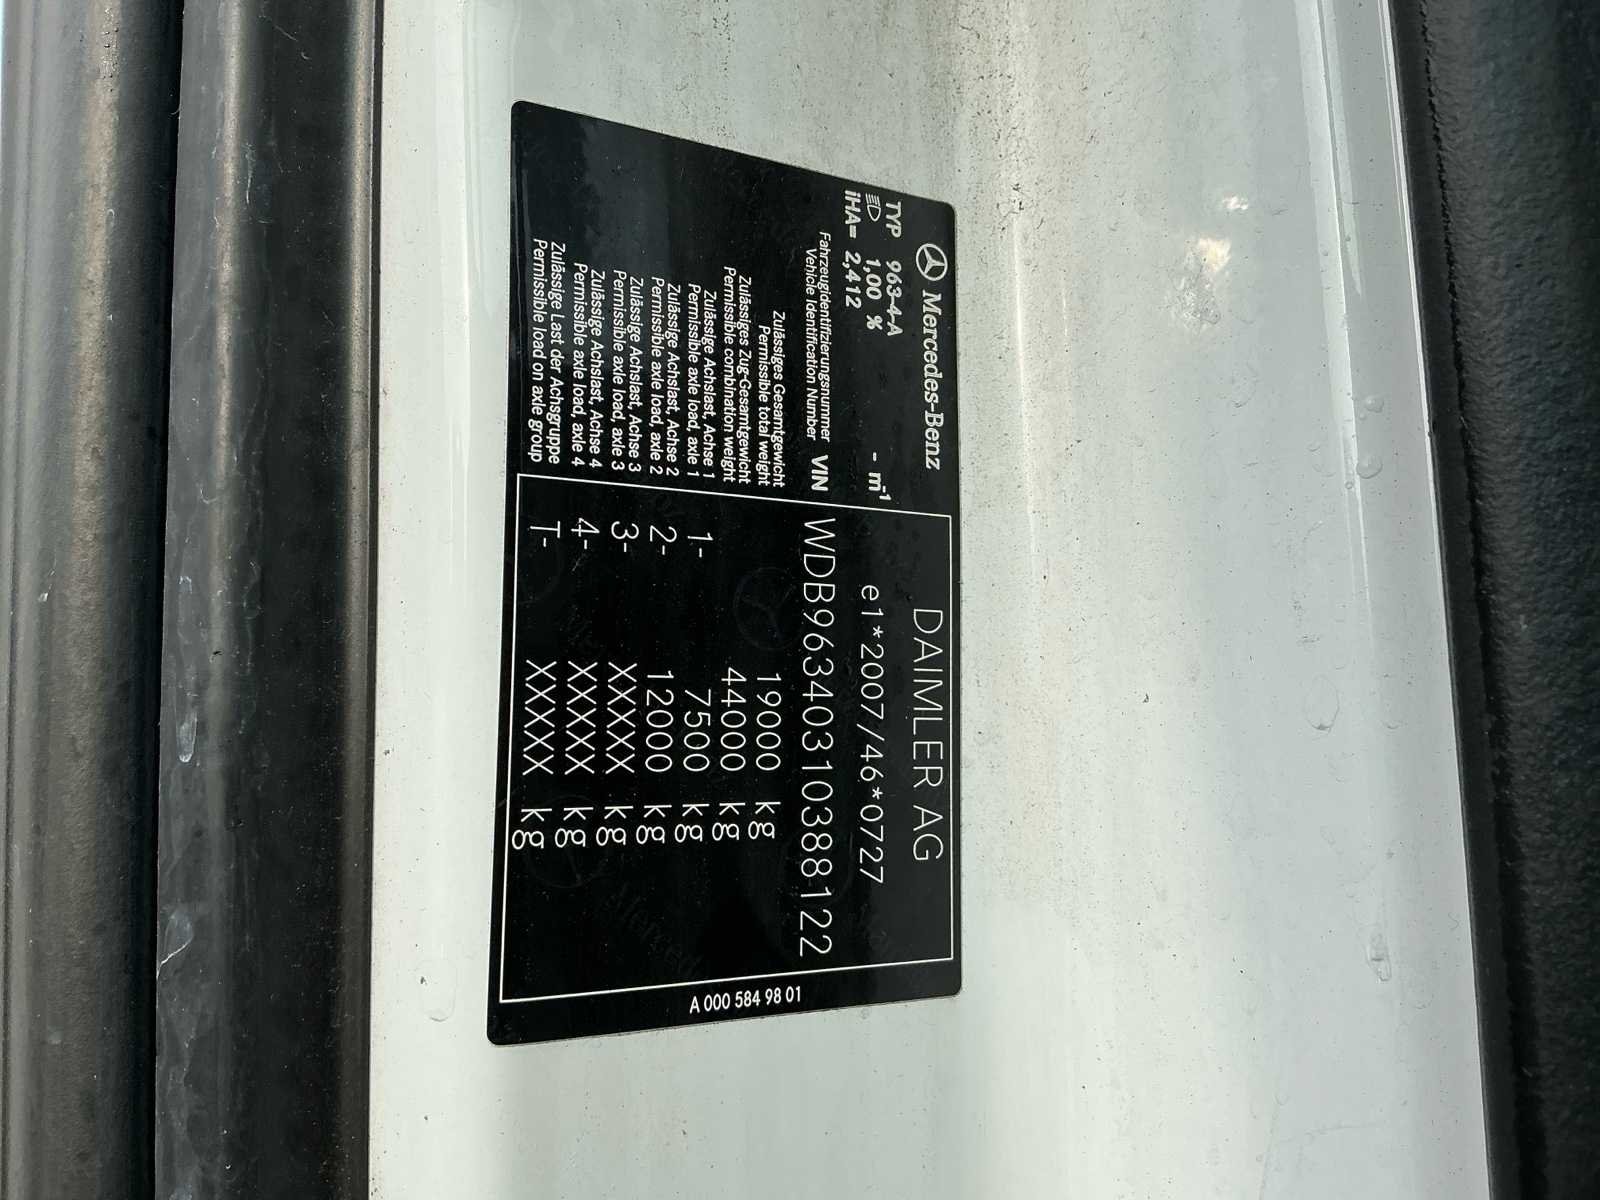 Mercedes-Benz
DAIMLER AG
TYP 963-4-A
1,00 % - m⁻¹ e1*2007/46*0727
iHA= 2,412
Fahrzeugidentifizierungsnummer
Vehicle Identification Number VIN WDB9634031038 8122
Zulässiges Gesamtgewicht
Permissible total weight 19000 kg
Zulässiges Zug-Gesamtgewicht
Permissible combination weight 44000 kg
Zulässige Achslast, Achse 1
Permissible axle load, axle 1 1- 7500 kg
Zulässige Achslast, Achse 2
Permissible axle load, axle 2 2- 12000 kg
Zulässige Achslast, Achse 3
Permissible axle load, axle 3 3- XXXXX kg
Zulässige Achslast, Achse 4
Permissible axle load, axle 4 4- XXXXX kg
Zulässige Last der Achsgruppe
Permissible load on axle group T- XXXXX kg
A 000 584 98 01